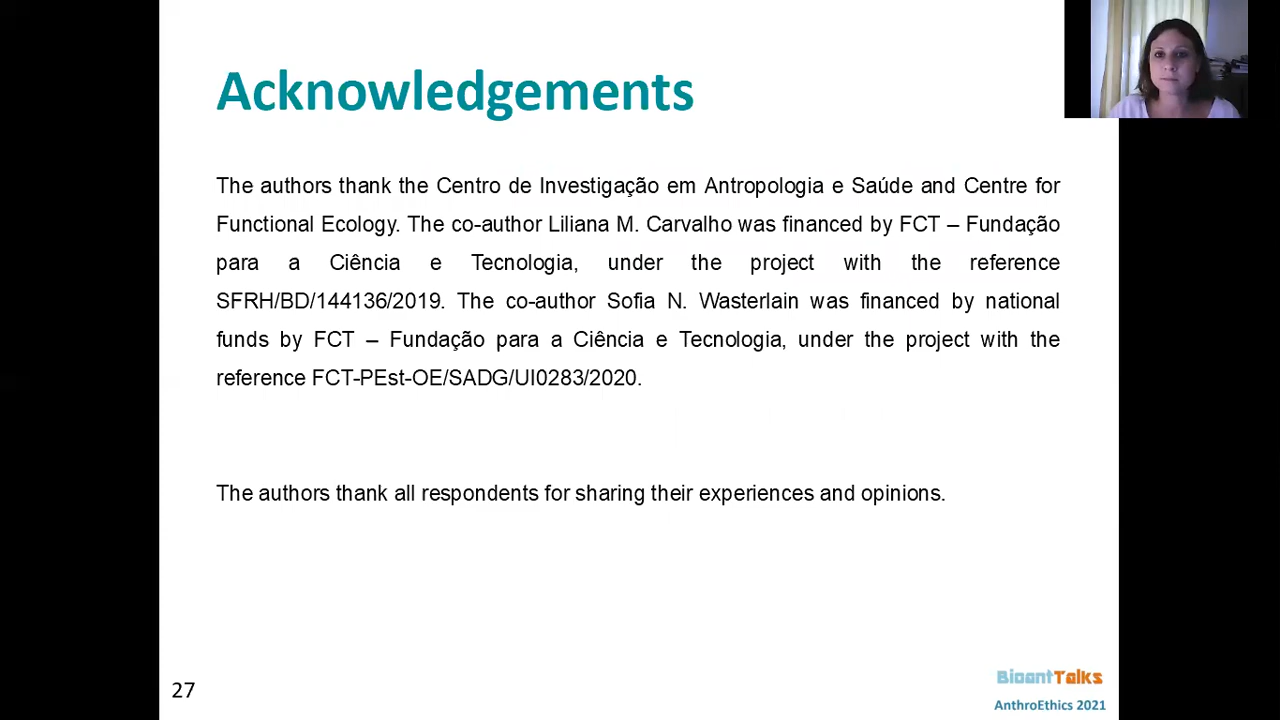 Acknowledgements
The authors thank the Centro de Investigação em Antropologia e Saúde and Centre for
Functional Ecology. The co-author Liliana M. Carvalho was financed by FCT – Fundação
para a Ciência e Tecnologia, under the project with the reference
SFRH/BD/144136/2019. The co-author Sofia N. Wasterlain was financed by national
funds by FCT – Fundação para a Ciência e Tecnologia, under the project with the
reference FCT-PEst-OE/SADG/UI0283/2020.
The authors thank all respondents for sharing their experiences and opinions.
27
BioantTalks
AnthroEthics 2021